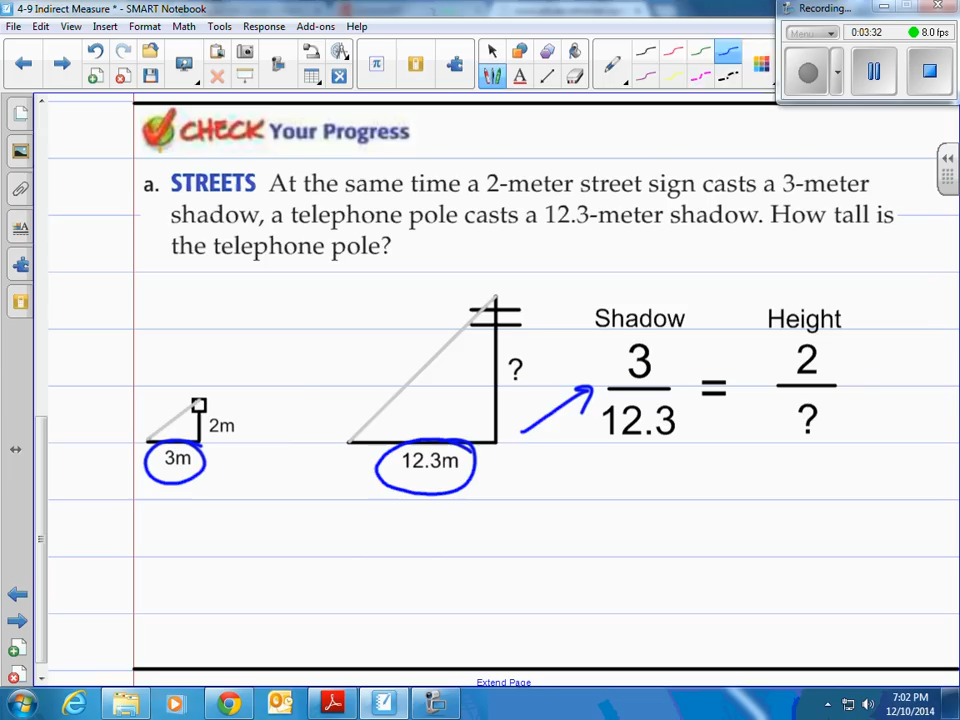 4-9 Indirect Measure * - SMART Notebook
Recording...
File Edit View Insert Format Math Tools Response Help
Menu
00:03:32
8.0 fps
CHECK Your Progress
a. STREETS At the same time a 2-meter street sign casts a 3-meter
shadow, a telephone pole casts a 12.3-meter shadow. How tall is
the telephone pole?
Shadow Height
3 2
=
12.3 ?
?
2m
3m
12.3m
Extend Page
7:02 PM
12/10/2014